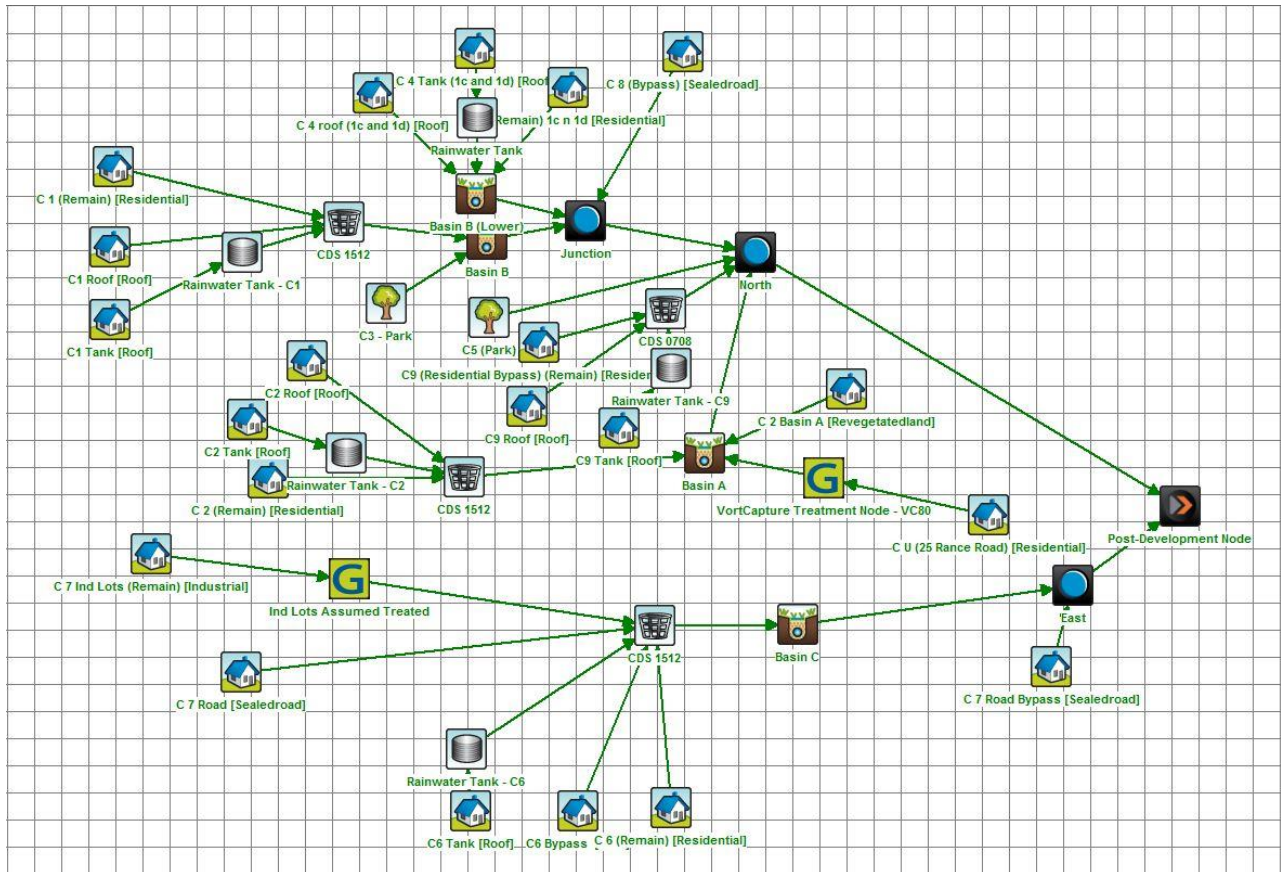 C 4 Tank (1c and 1d) [Roof
C 8 (Bypass) [Sealedroad]
C 4 roof (1c and 1d) [Roof]
Remain) 1c n 1d [Residential]
Rainwater Tank
C 1 (Remain) [Residential]
Basin B (Lower)
Junction
C1 Roof [Roof]
CDS 1512
Basin B
Rainwater Tank - C1
North
C1 Tank [Roof]
C3 - Park
C5 (Park)
CDS 0708
C9 (Residential Bypass) (Remain) [Resider
C2 Roof [Roof]
Rainwater Tank - C9
C 2 Basin A [Revegetatedland]
C9 Roof [Roof]
C2 Tank [Roof]
C9 Tank [Roof]
Rainwater Tank - C2
Basin A
C 2 (Remain) [Residential]
CDS 1512
VortCapture Treatment Node - VC80
Post-Development Node
C U (25 Rance Road) [Residential]
C 7 Ind Lots (Remain) [Industrial]
G
Ind Lots Assumed Treated
G
East
CDS 1512
Basin C
C 7 Road [Sealedroad]
C 7 Road Bypass [Sealedroad]
Rainwater Tank - C6
C6 Tank [Roof]
C6 Bypass
C 6 (Remain) [Residential]